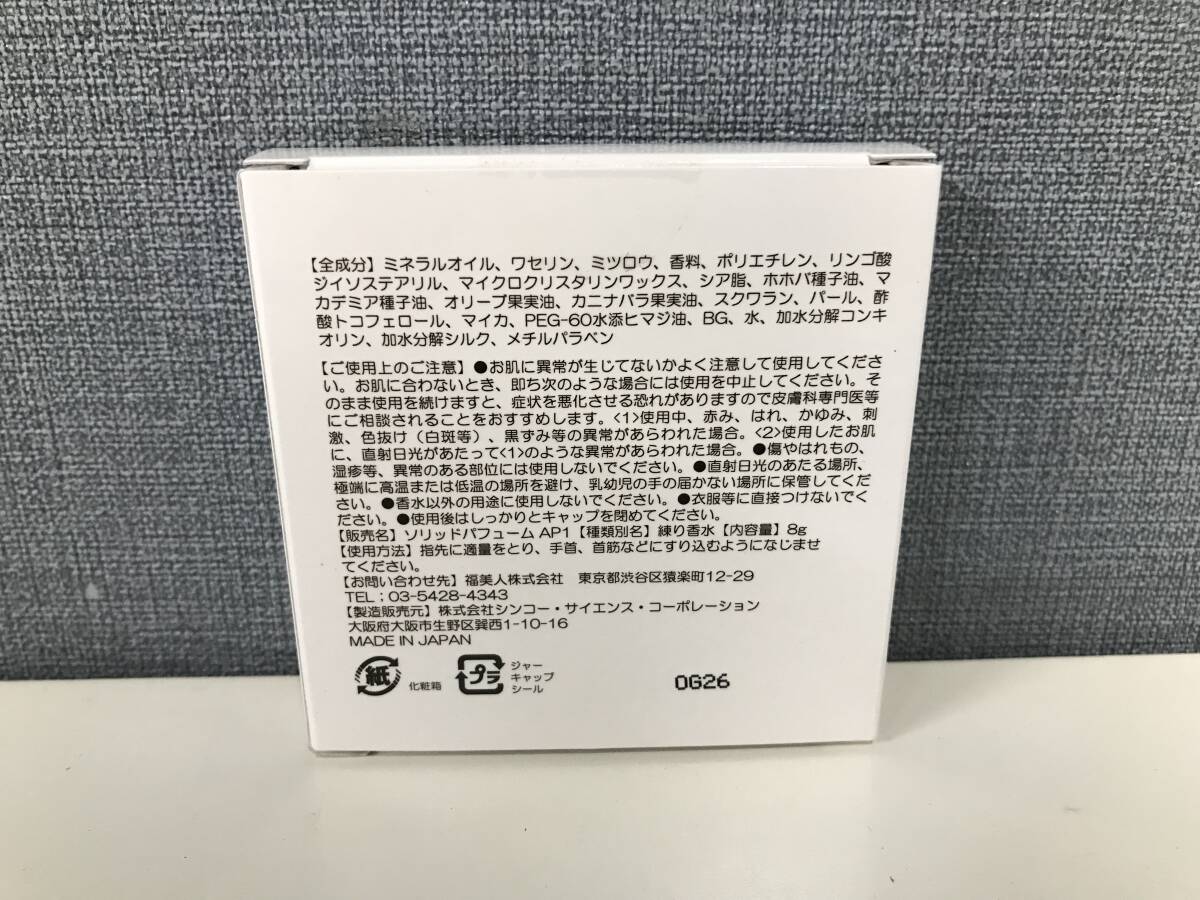 【全成分】ミネラルオイル、ワセリン、ミツロウ、香料、ポリエチレン、リンゴ酸
ジイソステアリル、マイクロクリスタリンワックス、シア脂、ホホバ種子油、マ
カデミア種子油、オリーブ果実油、カニナバラ果実油、スクワラン、パール、酢
酸トコフェロール、マイカ、PEG-60水添ヒマジ油、BG、水、加水分解コンキ
オリン、加水分解シルク、メチルパラベン
【ご使用上のご注意】●お肌に異常が生じてないかよく注意して使用してくださ
い。お肌に合わないとき、即ち次のような場合には使用を中止してください。そ
のまま使用を続けますと、症状を悪化させる恐れがありますので皮膚科専門医等
にご相談されることをおすすめします。<1>使用中、赤み、はれ、かゆみ、刺
激、色抜け（白斑等）、黒ずみ等の異常があらわれた場合。<2>使用したお肌
に、直射日光があたって<1>のような異常があらわれた場合。●傷やはれもの、
湿疹等、異常のある部位には使用しないでください。●直射日光のあたる場所、
極端に高温または低温の場所を避け、乳幼児の手の届かない場所に保管してくだ
さい。●香水以外の用途に使用しないでください。●衣服等に直接つけないでく
ださい。●使用後はしっかりとキャップを閉めてください。
【販売名】ソリッドパフューム AP1【種類別名】練り香水【内容量】8g
【使用方法】指先に適量をとり、手首、首筋などにすり込むようになじませ
てください。
【お問い合わせ先】福美人株式会社 東京都渋谷区猿楽町12-29
TEL：03-5428-4343
【製造販売元】株式会社シンコー・サイエンス・コーポレーション
大阪府大阪市生野区巽西1-10-16
MADE IN JAPAN
紙 化粧箱
プラ ジャー
キャップ
シール
0G26